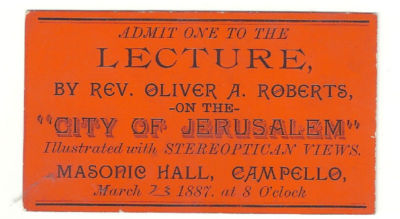 ADMIT ONE TO THE
LECTURE,
BY REV. OLIVER A. ROBERTS,
-ON THE-
"CITY OF JERUSALEM"
Illustrated with STEREOPTICAN VIEWS.
MASONIC HALL, CAMPELLO,
March 23 1887. at 8 O'clock